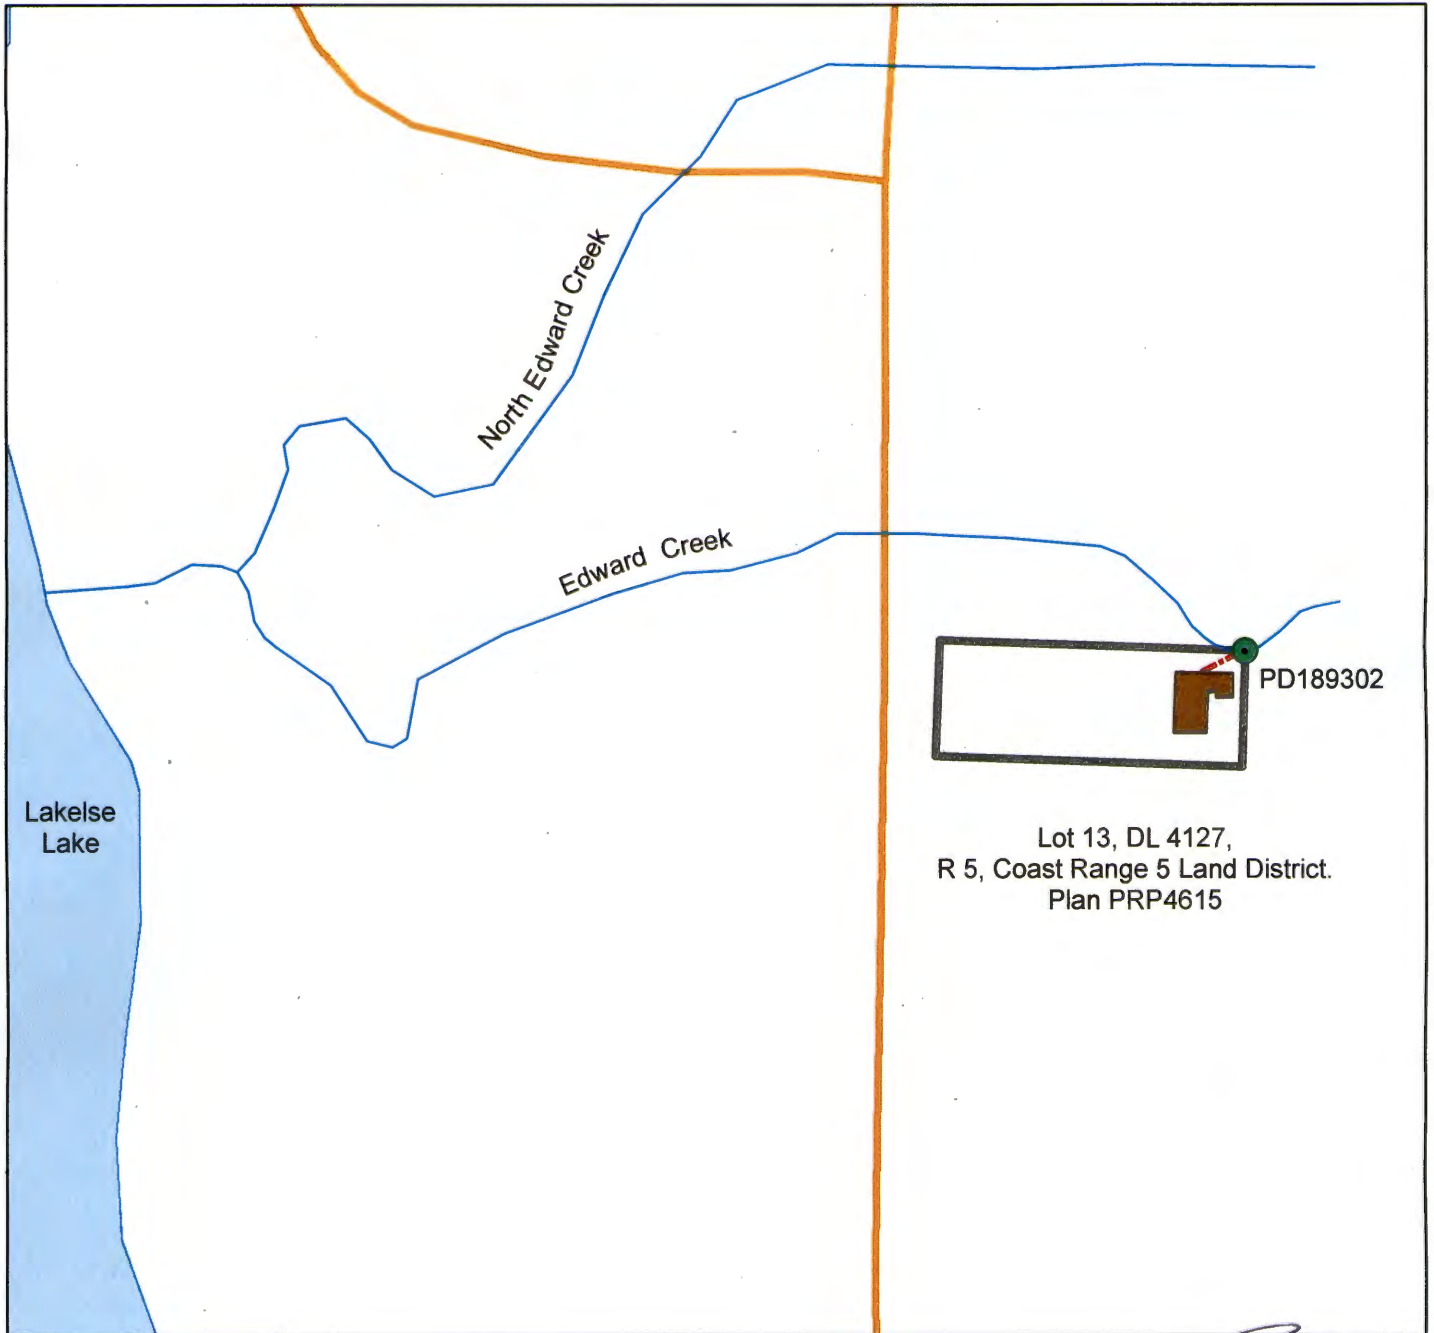 North Edward Creek
Edward Creek
PD189302
Lakelse
Lake
Lot 13, DL 4127,
R 5, Coast Range 5 Land District.
Plan PRP4615